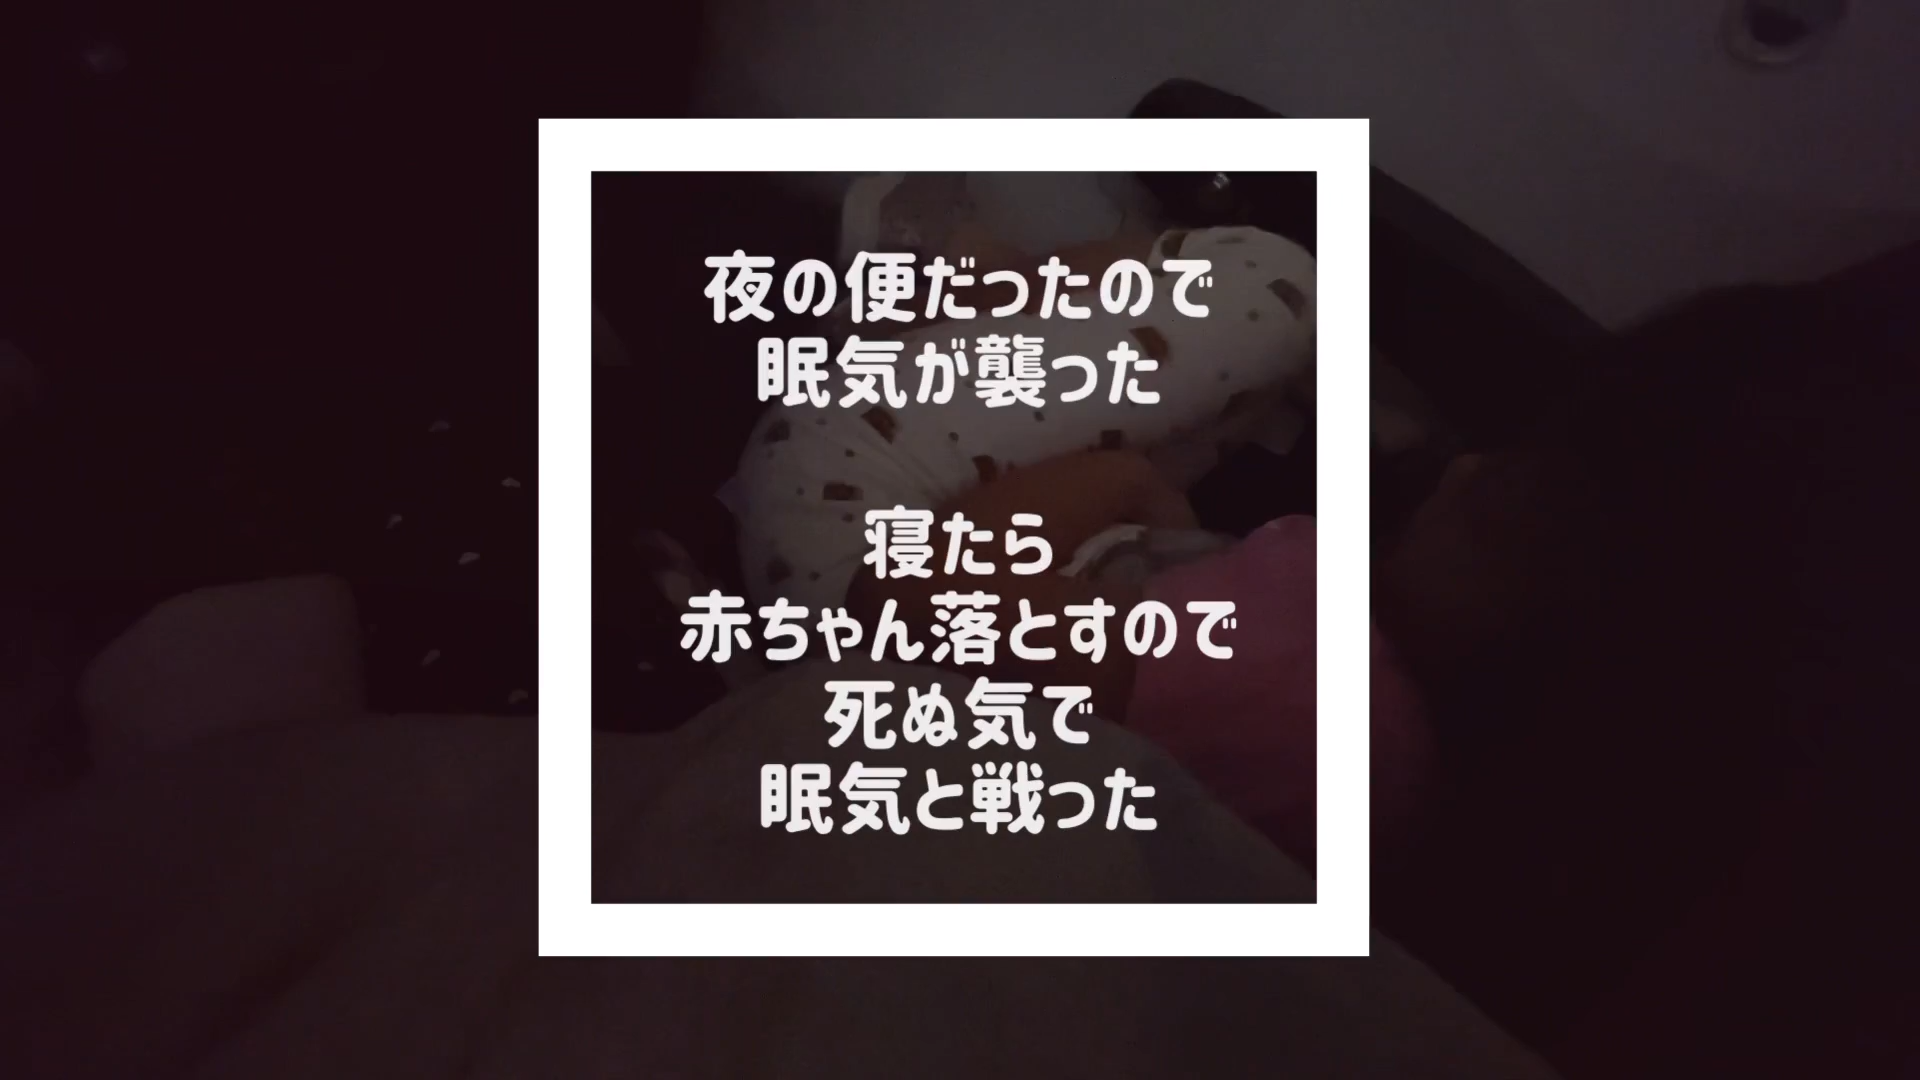 夜の便だったので
眠気が襲った
寝たら
赤ちゃん落とすので
死ぬ気で
眠気と戦った